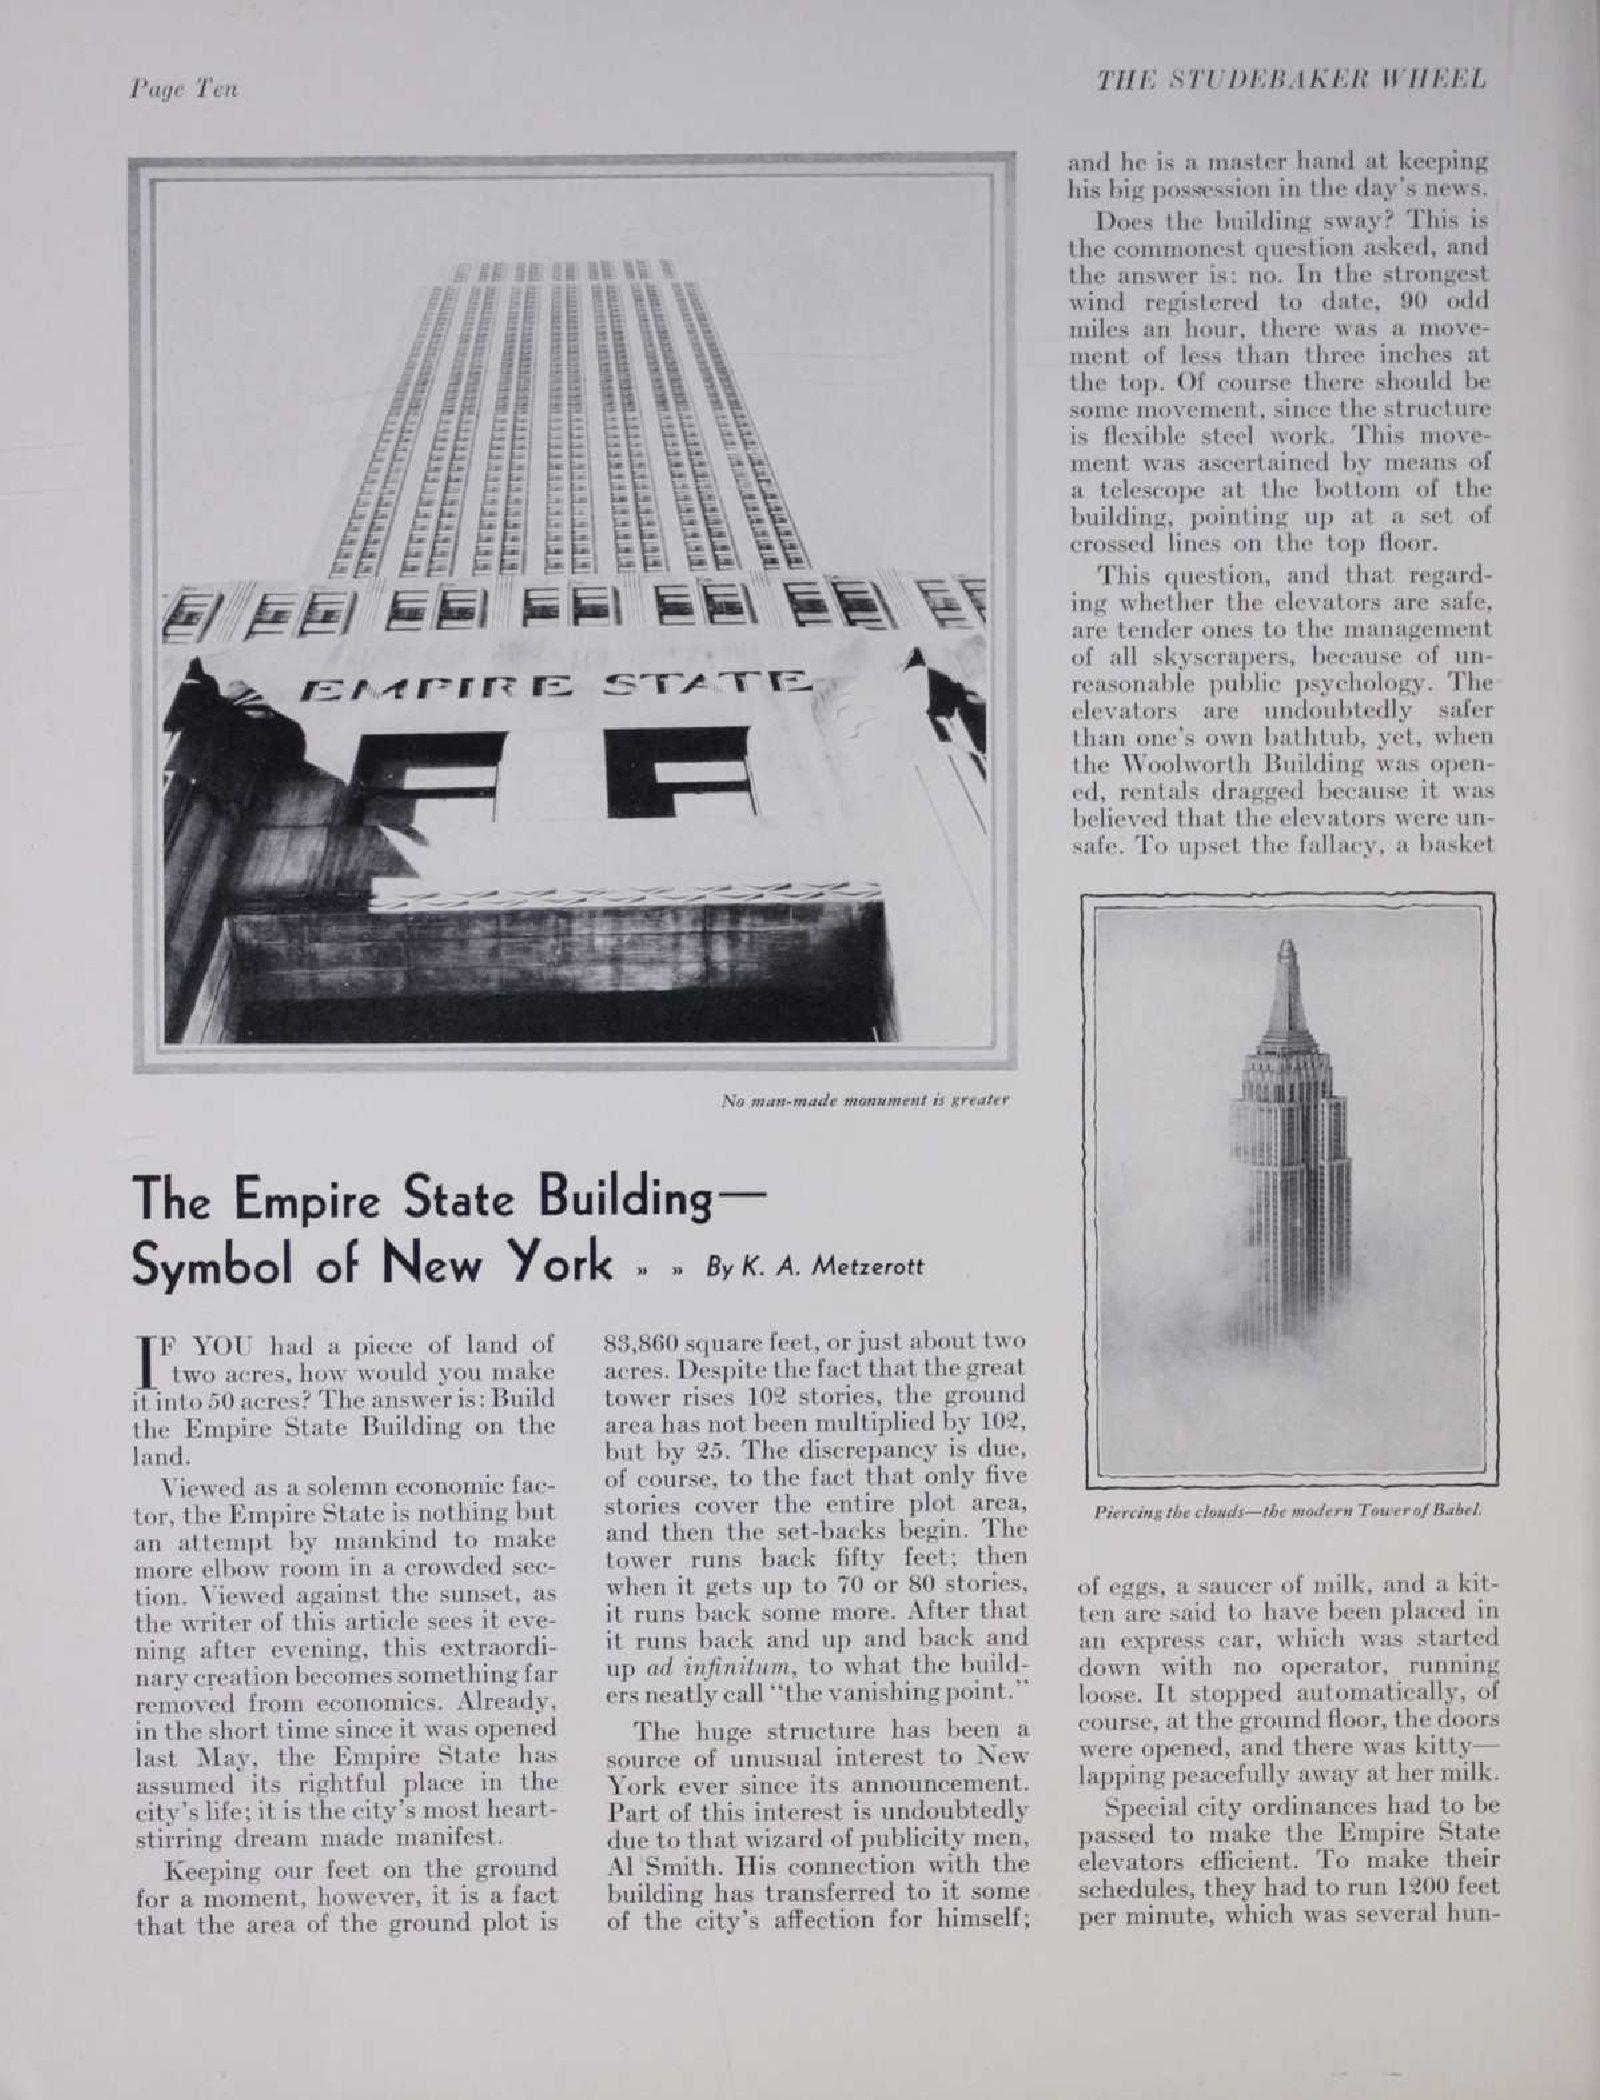 Page Ten
THE STUDEBAKER WHEEL
EMPIRE STATE
No man-made monument is greater
The Empire State Building—
Symbol of New York » » By K. A. Metzerott
IF YOU had a piece of land of
two acres, how would you make
it into 50 acres? The answer is: Build
the Empire State Building on the
land.
Viewed as a solemn economic fac-
tor, the Empire State is nothing but
an attempt by mankind to make
more elbow room in a crowded sec-
tion. Viewed against the sunset, as
the writer of this article sees it eve-
ning after evening, this extraordi-
nary creation becomes something far
removed from economics. Already,
in the short time since it was opened
last May, the Empire State has
assumed its rightful place in the
city's life; it is the city's most heart-
stirring dream made manifest.
Keeping our feet on the ground
for a moment, however, it is a fact
that the area of the ground plot is
83,860 square feet, or just about two
acres. Despite the fact that the great
tower rises 102 stories, the ground
area has not been multiplied by 102,
but by 25. The discrepancy is due,
of course, to the fact that only five
stories cover the entire plot area,
and then the set-backs begin. The
tower runs back fifty feet; then
when it gets up to 70 or 80 stories,
it runs back some more. After that
it runs back and up and back and
up ad infinitum, to what the build-
ers neatly call "the vanishing point."
The huge structure has been a
source of unusual interest to New
York ever since its announcement.
Part of this interest is undoubtedly
due to that wizard of publicity men,
Al Smith. His connection with the
building has transferred to it some
of the city's affection for himself;
and he is a master hand at keeping
his big possession in the day's news.
Does the building sway? This is
the commonest question asked, and
the answer is: no. In the strongest
wind registered to date, 90 odd
miles an hour, there was a move-
ment of less than three inches at
the top. Of course there should be
some movement, since the structure
is flexible steel work. This move-
ment was ascertained by means of
a telescope at the bottom of the
building, pointing up at a set of
crossed lines on the top floor.
This question, and that regard-
ing whether the elevators are safe,
are tender ones to the management
of all skyscrapers, because of un-
reasonable public psychology. The
elevators are undoubtedly safer
than one's own bathtub, yet, when
the Woolworth Building was open-
ed, rentals dragged because it was
believed that the elevators were un-
safe. To upset the fallacy, a basket
Piercing the clouds—the modern Tower of Babel.
of eggs, a saucer of milk, and a kit-
ten are said to have been placed in
an express car, which was started
down with no operator, running
loose. It stopped automatically, of
course, at the ground floor, the doors
were opened, and there was kitty—
lapping peacefully away at her milk.
Special city ordinances had to be
passed to make the Empire State
elevators efficient. To make their
schedules, they had to run 1200 feet
per minute, which was several hun-